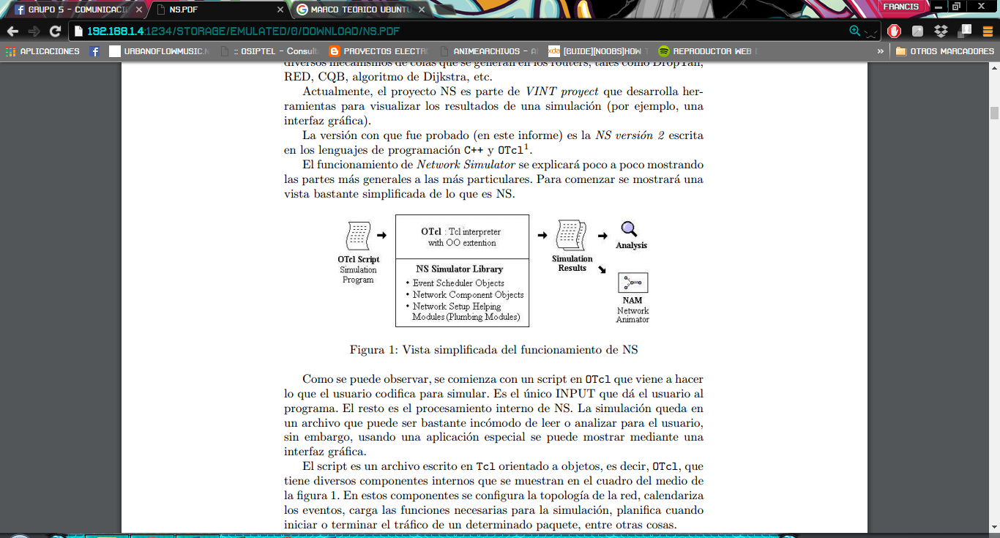 GRUPO 5 - COMUNICACI
NS.PDF
MARCO TEORICO UBUNTU
FRANCIS
192.168.1.4:1234/STORAGE/EMULATED/0/DOWNLOAD/NS.PDF
APLICACIONES
URBANOFLOWMUSIC.N
:: OSIPTEL - Consult
PROYECTOS ELECTR
ANIMEARCHIVOS - A
[GUIDE][NOOBS]HOW T
REPRODUCTOR WEB D
»
OTROS MARCADORES
diversos mecanismos de colas que se generan en los routers, tales como DropTail,
RED, CQB, algoritmo de Dijkstra, etc.
Actualmente, el proyecto NS es parte de VINT proyect que desarrolla her-
ramientas para visualizar los resultados de una simulación (por ejemplo, una
interfaz gráfica).
La versión con que fue probado (en este informe) es la NS versión 2 escrita
en los lenguajes de programación C++ y OTcl¹.
El funcionamiento de Network Simulator se explicará poco a poco mostrando
las partes más generales a las más particulares. Para comenzar se mostrará una
vista bastante simplificada de lo que es NS.
OTcl Script
Simulation
Program
OTcl : Tcl interpreter
with OO extention
NS Simulator Library
• Event Scheduler Objects
• Network Component Objects
• Network Setup Helping
Modules (Plumbing Modules)
Simulation
Results
Analysis
NAM
Network
Animator
Figura 1: Vista simplificada del funcionamiento de NS
Como se puede observar, se comienza con un script en OTcl que viene a hacer
lo que el usuario codifica para simular. Es el único INPUT que dá el usuario al
programa. El resto es el procesamiento interno de NS. La simulación queda en
un archivo que puede ser bastante incómodo de leer o analizar para el usuario,
sin embargo, usando una aplicación especial se puede mostrar mediante una
interfaz gráfica.
El script es un archivo escrito en Tcl orientado a objetos, es decir, OTcl, que
tiene diversos componentes internos que se muestran en el cuadro del medio de
la figura 1. En estos componentes se configura la topología de la red, calendariza
los eventos, carga las funciones necesarias para la simulación, planifica cuando
iniciar o terminar el tráfico de un determinado paquete, entre otras cosas.